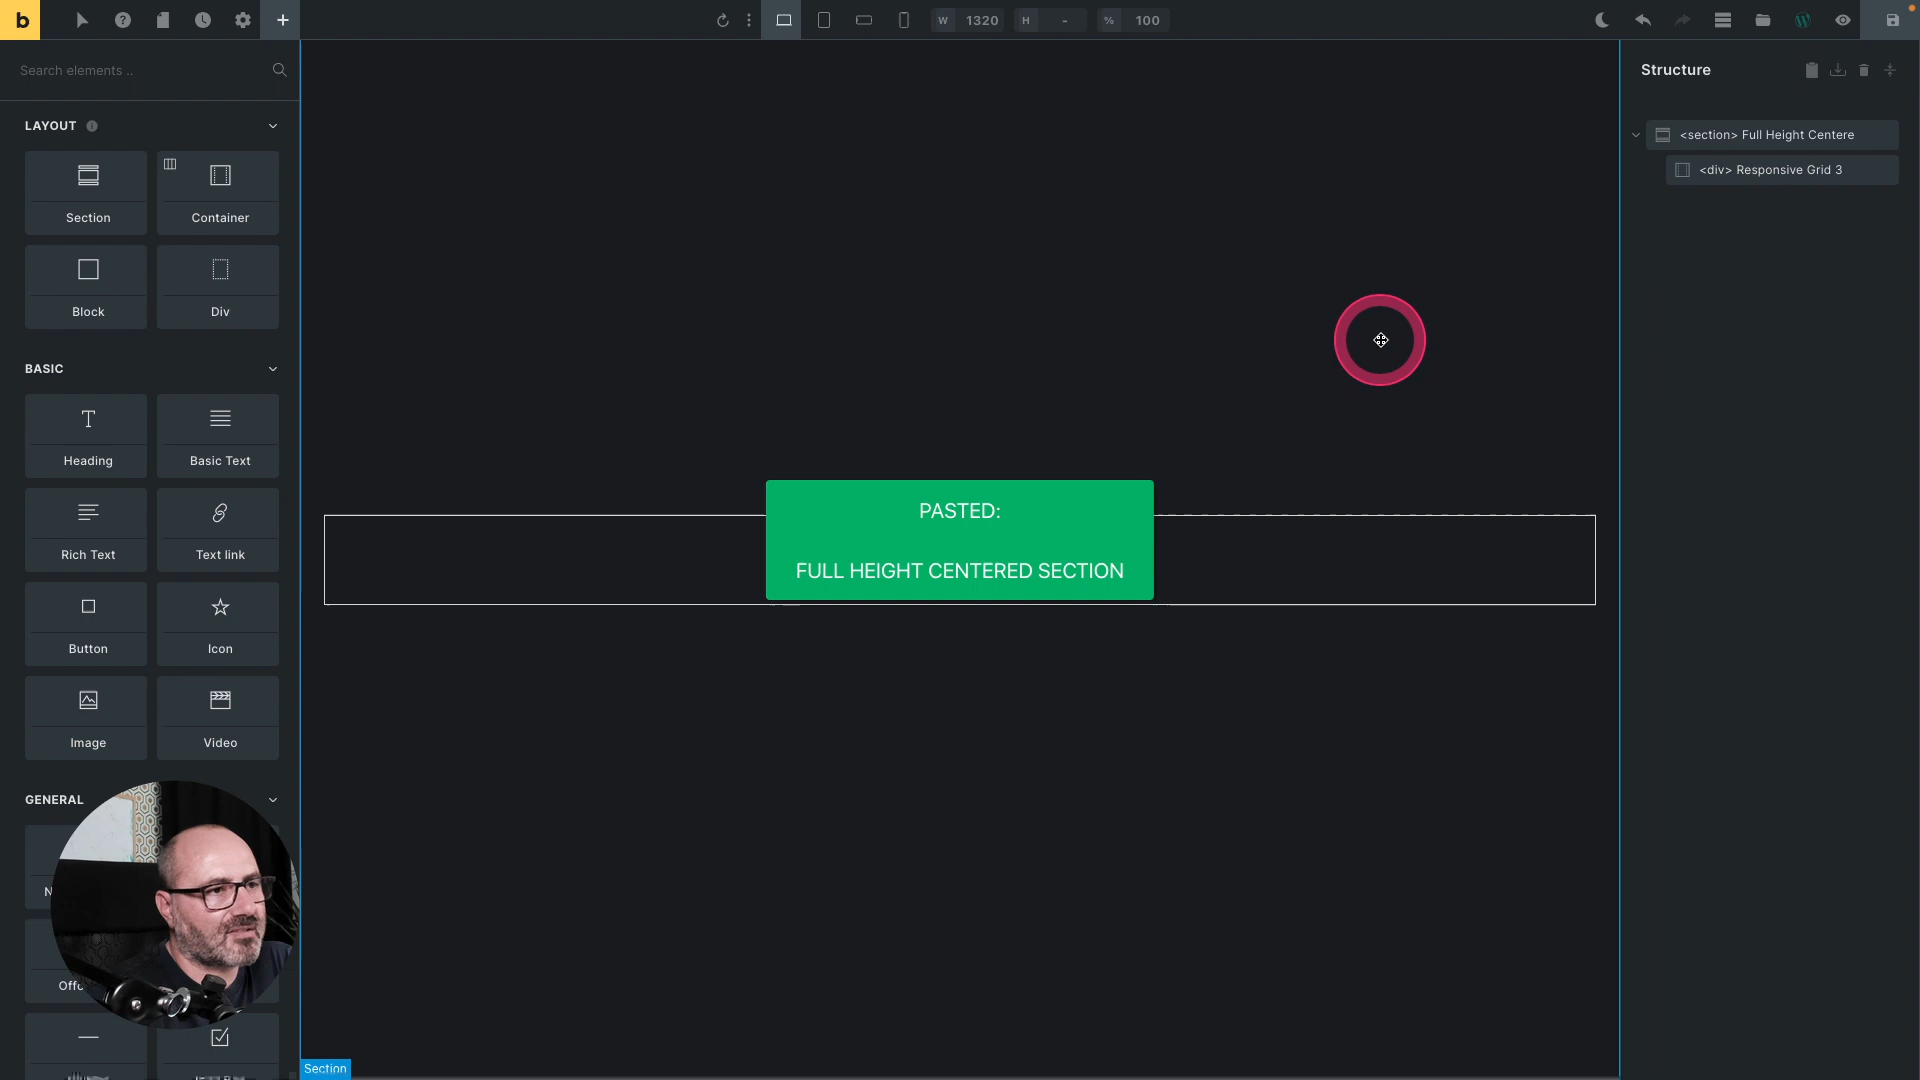 b
W 1320 H - % 100
Search elements ..
Structure
LAYOUT
Section
Container
Block
Div
BASIC
Heading
Basic Text
Rich Text
Text link
Button
Icon
Image
Video
GENERAL
<section> Full Height Centere
<div> Responsive Grid 3
PASTED:
FULL HEIGHT CENTERED SECTION
Section